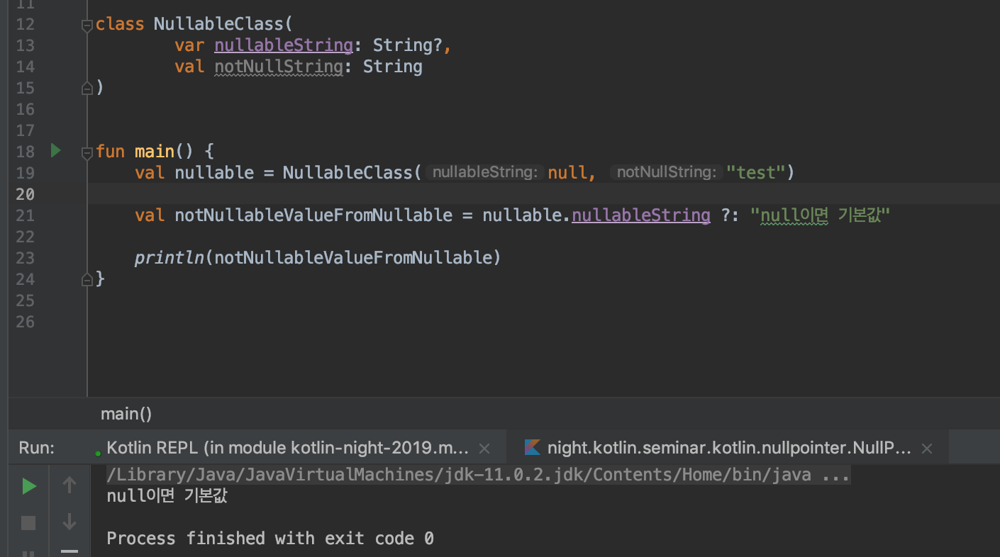 11
12 class NullableClass(
13 var nullableString: String?,
14 val notNullString: String
15 )
16
17
18 fun main() {
19 val nullable = NullableClass( nullableString: null, notNullString: "test")
20
21 val notNullableValueFromNullable = nullable.nullableString ?: "null이면 기본값"
22
23 println(notNullableValueFromNullable)
24 }
25
26
main()
Run: Kotlin REPL (in module kotlin-night-2019.m... × night.kotlin.seminar.kotlin.nullpointer.NullP... ×
/Library/Java/JavaVirtualMachines/jdk-11.0.2.jdk/Contents/Home/bin/java ...
null이면 기본값
Process finished with exit code 0